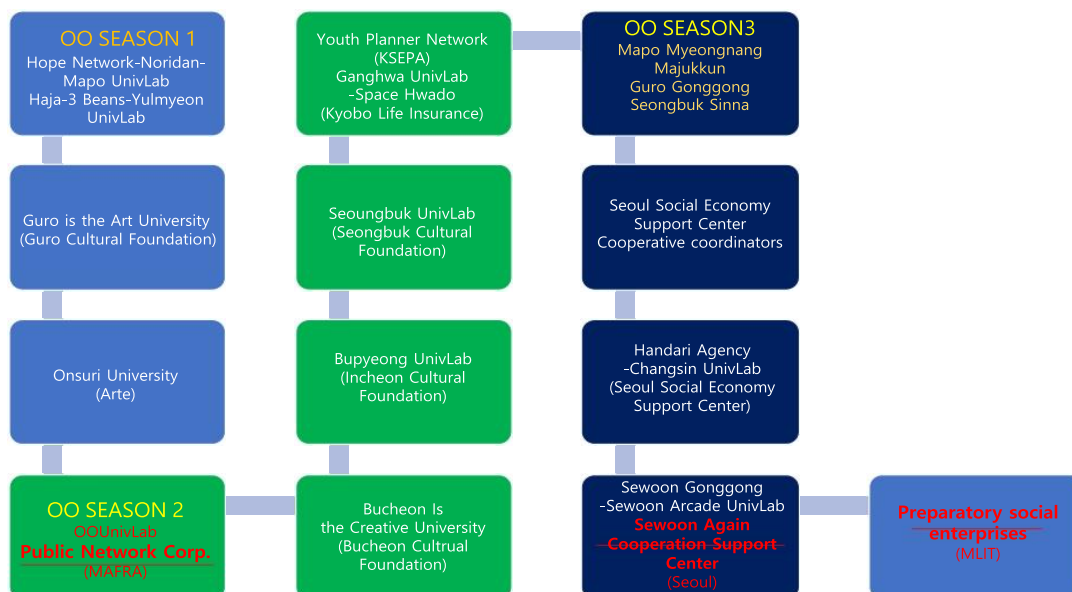 OO SEASON 1
Hope Network-Noridan-
Mapo UnivLab
Haja-3 Beans-Yulmyeon
UnivLab
Guro is the Art University
(Guro Cultural Foundation)
Onsuri University
(Arte)
OO SEASON 2
OOUnivLab
Public Network Corp.
(MAFRA)
Bucheon Is
the Creative University
(Bucheon Cultrual
Foundation)
Bupyeong UnivLab
(Incheon Cultural
Foundation)
Seoungbuk UnivLab
(Seongbuk Cultural
Foundation)
Youth Planner Network
(KSEPA)
Ganghwa UnivLab
-Space Hwado
(Kyobo Life Insurance)
OO SEASON3
Mapo Myeongnang
Majukkun
Guro Gonggong
Seongbuk Sinna
Seoul Social Economy
Support Center
Cooperative coordinators
Handari Agency
-Changsin UnivLab
(Seoul Social Economy
Support Center)
Sewoon Gonggong
-Sewoon Arcade UnivLab
Sewoon Again
Cooperation Support
Center
(Seoul)
Preparatory social
enterprises
(MLIT)